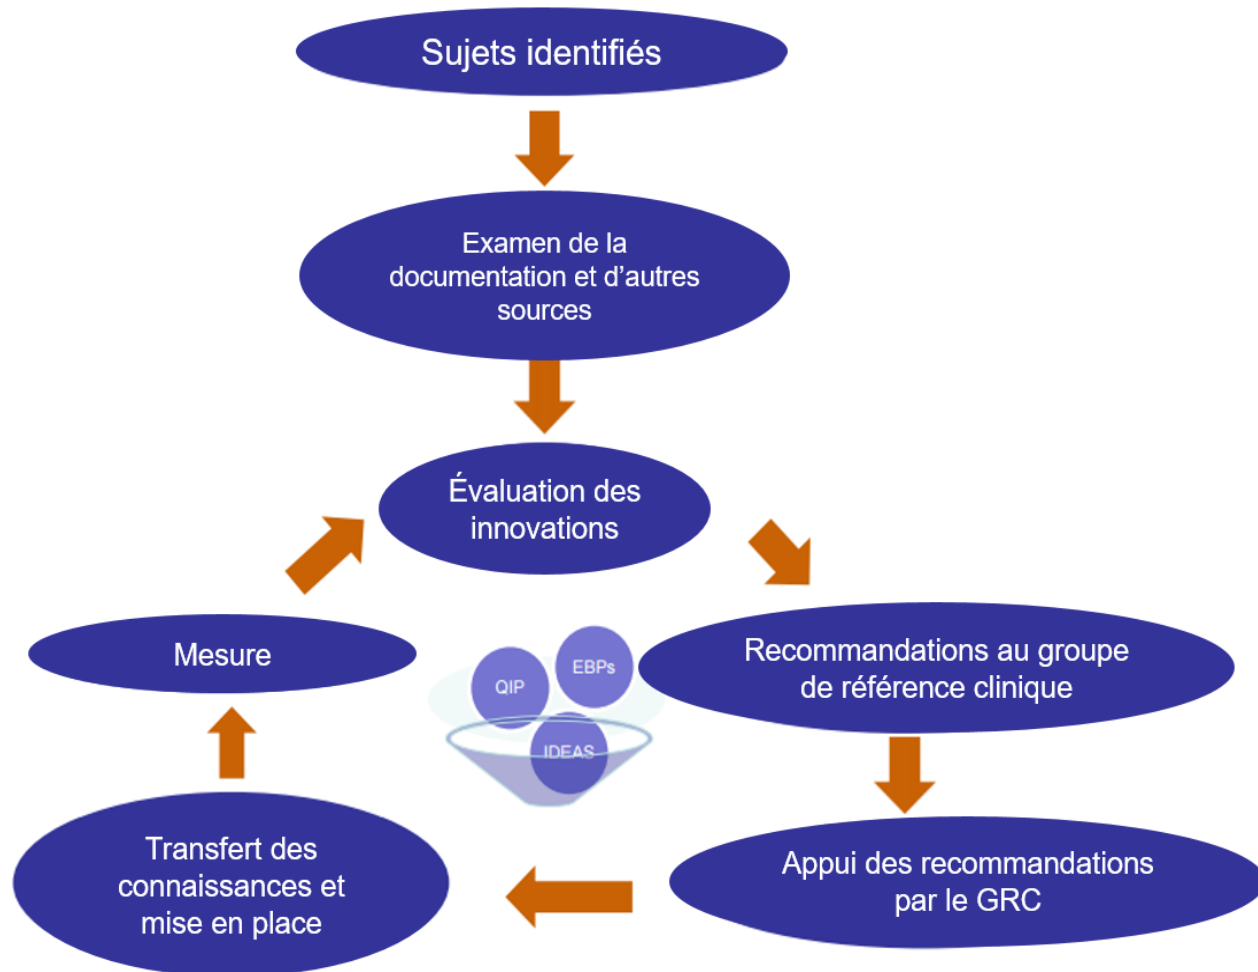 Sujets identifiés
Examen de la
documentation et d’autres
sources
Évaluation des
innovations
Recommandations au groupe
de référence clinique
Appui des recommandations
par le GRC
Transfert des
connaissances et
mise en place
Mesure
QIP
EBPs
IDEAS